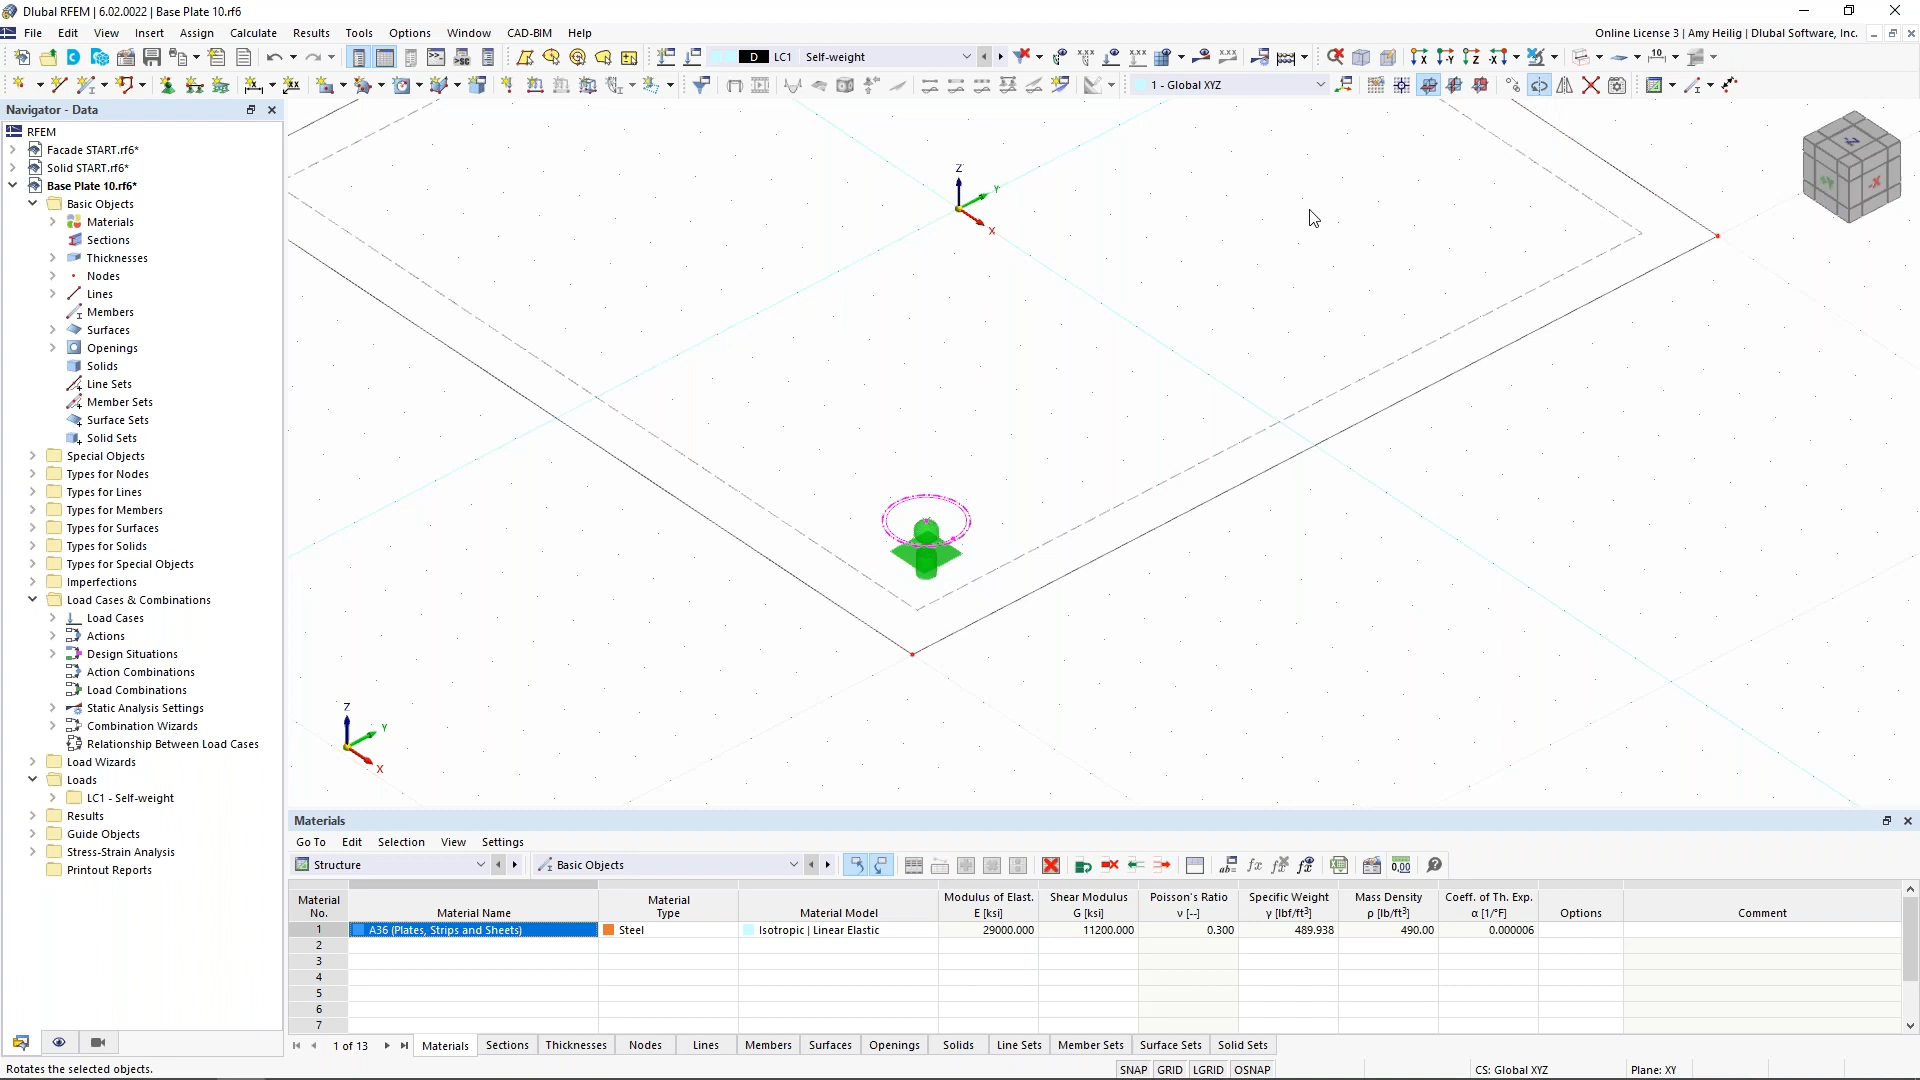 Dlubal RFEM | 6.02.0022 | Base Plate 10.rf6
File Edit View Insert Assign Calculate Results Tools Options Window CAD-BIM Help
Online License 3 | Amy Heilig | Dlubal Software, Inc.
D LC1 Self-weight
1 - Global XYZ
Navigator - Data
RFEM
Facade START.rf6*
Solid START.rf6*
Base Plate 10.rf6*
Basic Objects
Materials
Sections
Thicknesses
Nodes
Lines
Members
Surfaces
Openings
Solids
Line Sets
Member Sets
Surface Sets
Solid Sets
Special Objects
Types for Nodes
Types for Lines
Types for Members
Types for Surfaces
Types for Solids
Types for Special Objects
Imperfections
Load Cases & Combinations
Load Cases
Actions
Design Situations
Action Combinations
Load Combinations
Static Analysis Settings
Combination Wizards
Relationship Between Load Cases
Load Wizards
Loads
LC1 - Self-weight
Results
Guide Objects
Stress-Strain Analysis
Printout Reports
Z
Y
X
-Z
+Y
-X
Z
Y
X
Materials
Go To Edit Selection View Settings
Structure Basic Objects
Material No. Material Name Material Type Material Model Modulus of Elast. E [ksi] Shear Modulus G [ksi] Poisson's Ratio ν [--] Specific Weight γ [lbf/ft³] Mass Density ρ [lb/ft³] Coeff. of Th. Exp. α [1/°F] Options Comment
1 A36 (Plates, Strips and Sheets) Steel Isotropic | Linear Elastic 29000.000 11200.000 0.300 489.938 490.00 0.000006
2
3
4
5
6
7
1 of 13 Materials Sections Thicknesses Nodes Lines Members Surfaces Openings Solids Line Sets Member Sets Surface Sets Solid Sets
Rotates the selected objects.
SNAP GRID LGRID OSNAP CS: Global XYZ Plane: XY